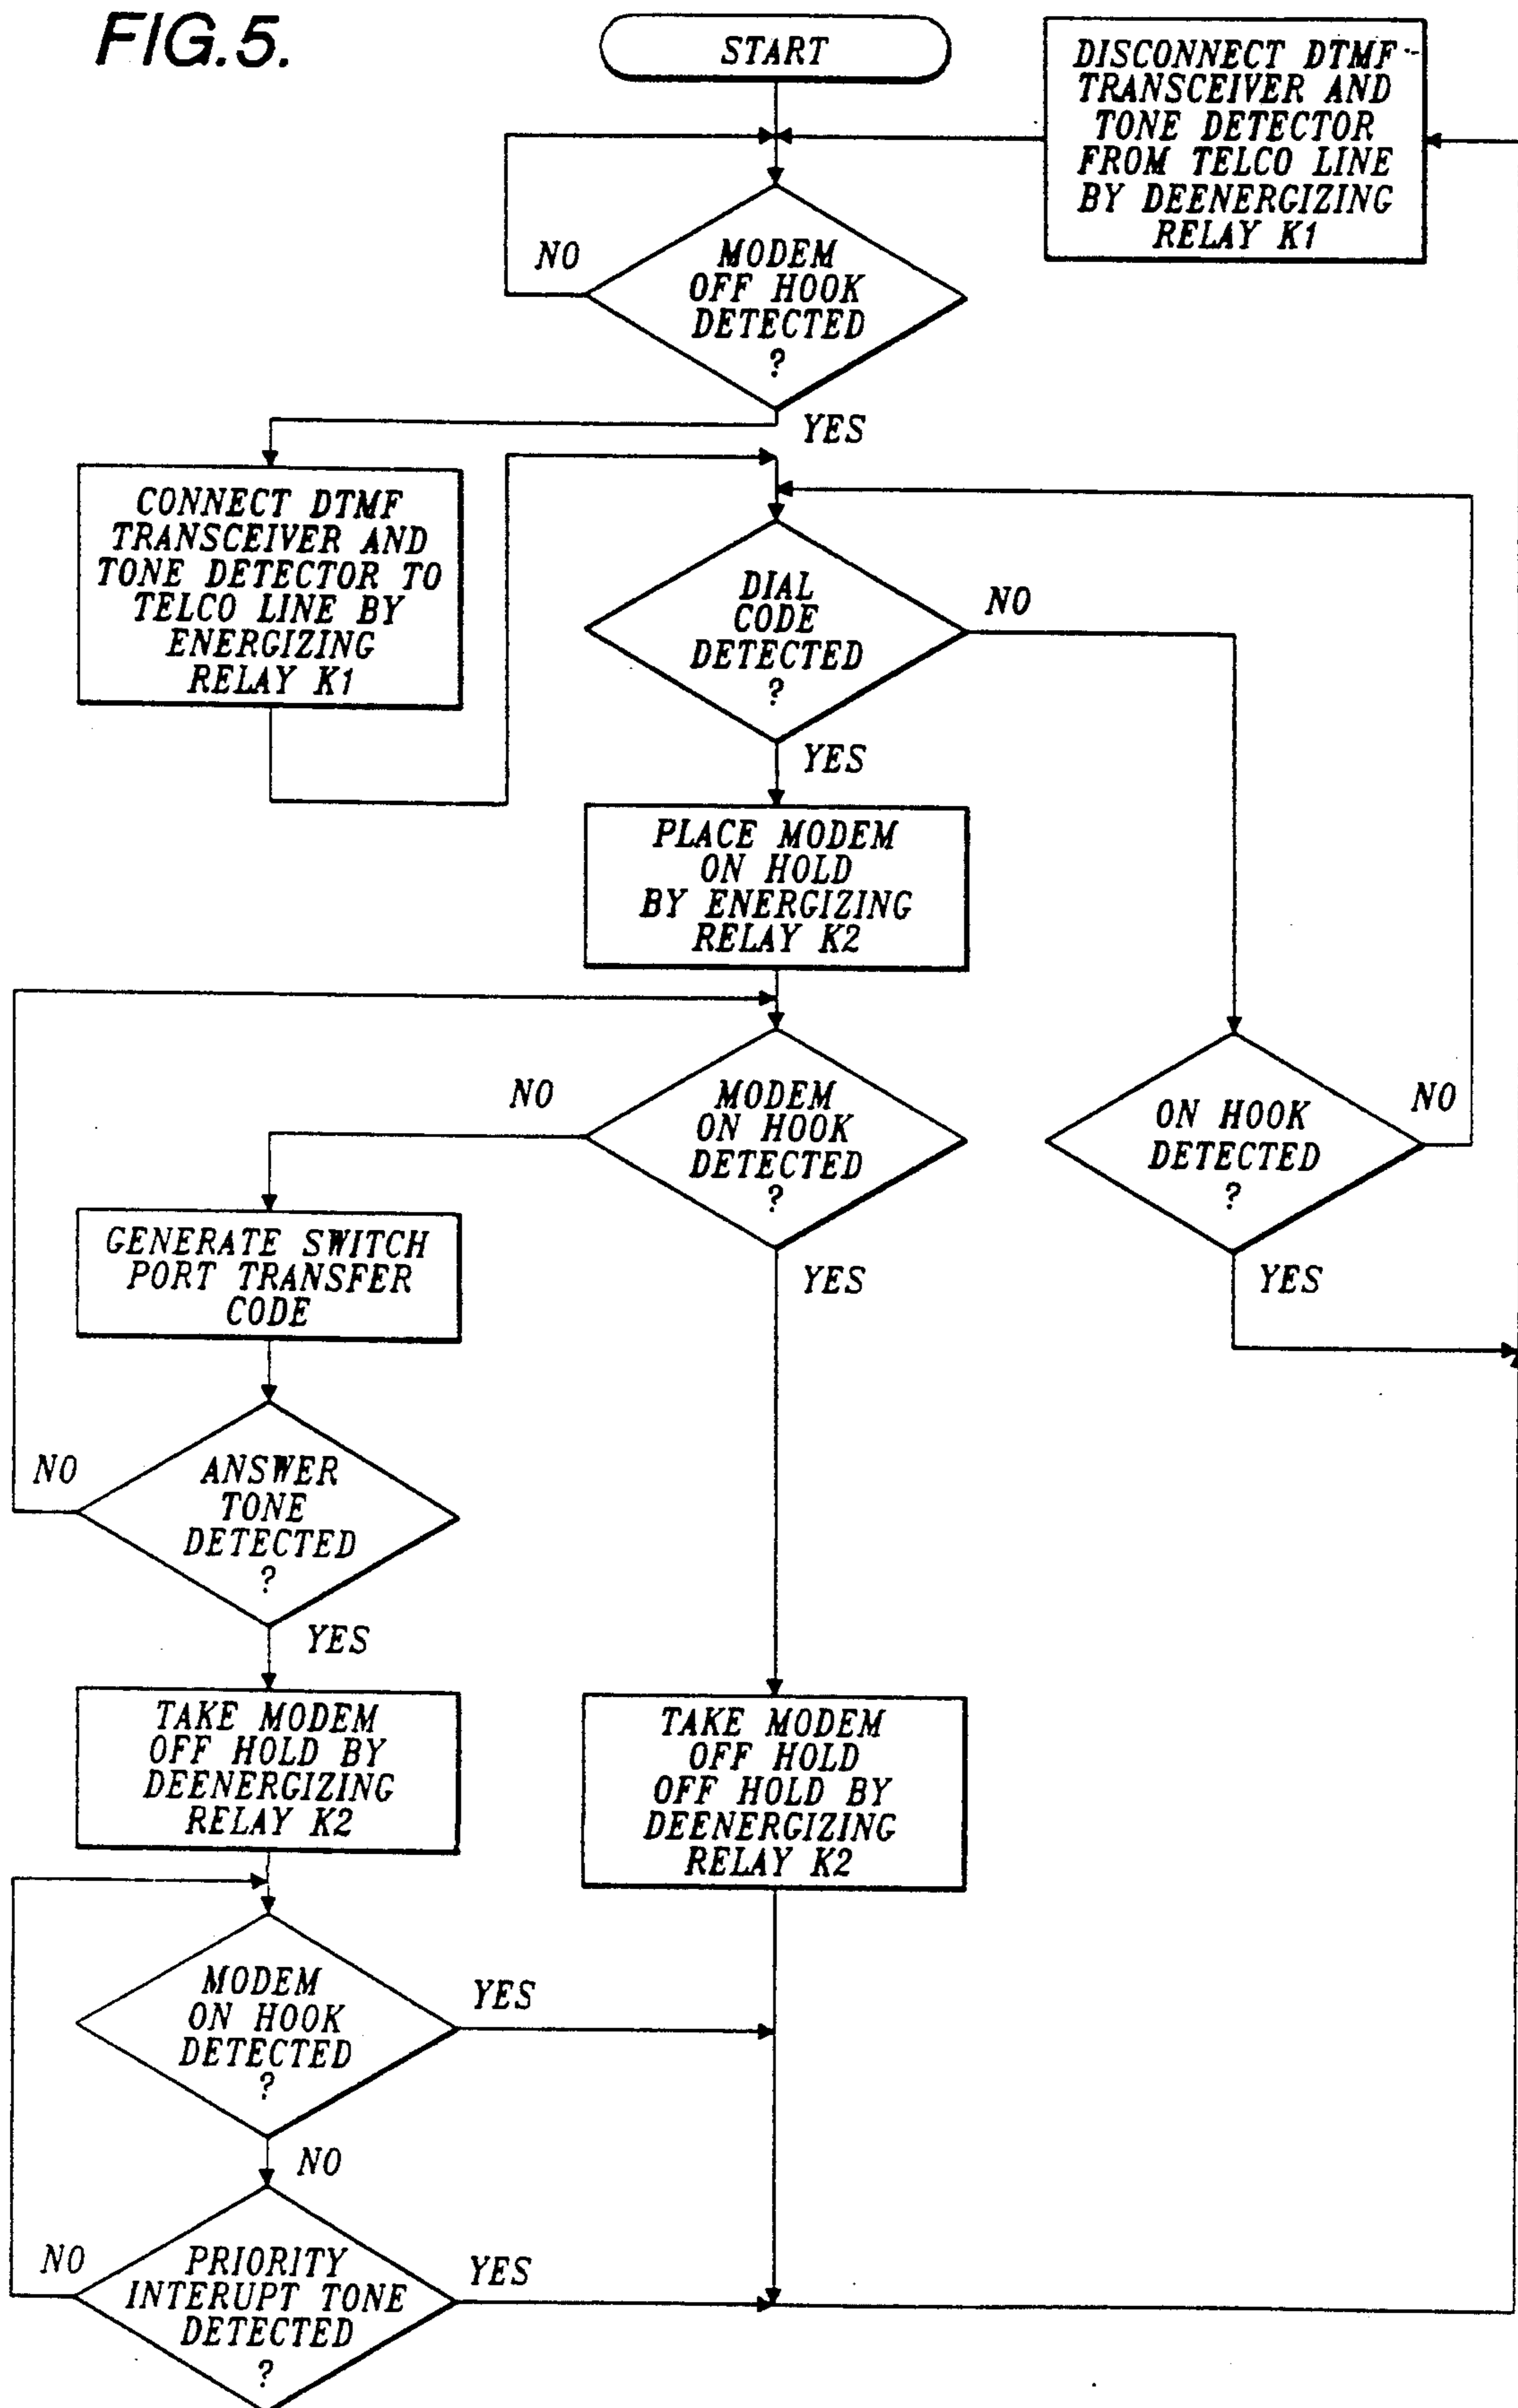 FIG.5.
START
DISCONNECT DTMF
TRANSCEIVER AND
TONE DETECTOR
FROM TELCO LINE
BY DEENERGIZING
RELAY K1
NO
MODEM
OFF HOOK
DETECTED
?
YES
CONNECT DTMF
TRANSCEIVER AND
TONE DETECTOR TO
TELCO LINE BY
ENERGIZING
RELAY K1
DIAL
CODE
DETECTED
?
NO
YES
PLACE MODEM
ON HOLD
BY ENERGIZING
RELAY K2
NO
MODEM
ON HOOK
DETECTED
?
YES
ON HOOK
DETECTED
?
NO
YES
GENERATE SWITCH
PORT TRANSFER
CODE
NO
ANSWER
TONE
DETECTED
?
YES
TAKE MODEM
OFF HOLD BY
DEENERGIZING
RELAY K2
TAKE MODEM
OFF HOLD
OFF HOLD BY
DEENERGIZING
RELAY K2
MODEM
ON HOOK
DETECTED
?
YES
NO
NO
PRIORITY
INTERUPT TONE
DETECTED
?
YES